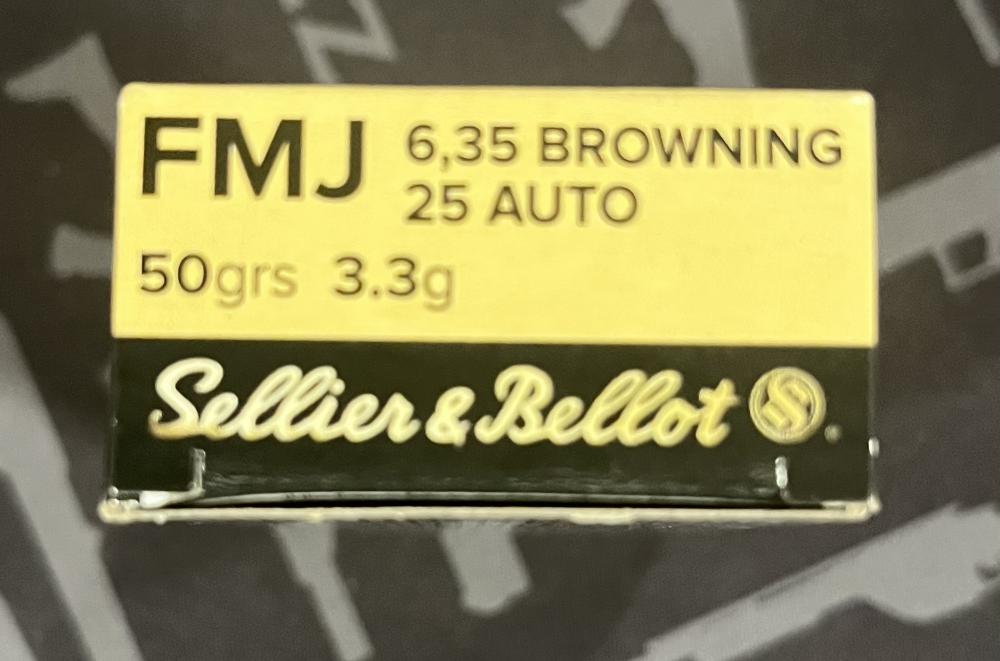 FMJ
6,35 BROWNING
25 AUTO
50grs 3.3g
Sellier & Bellot